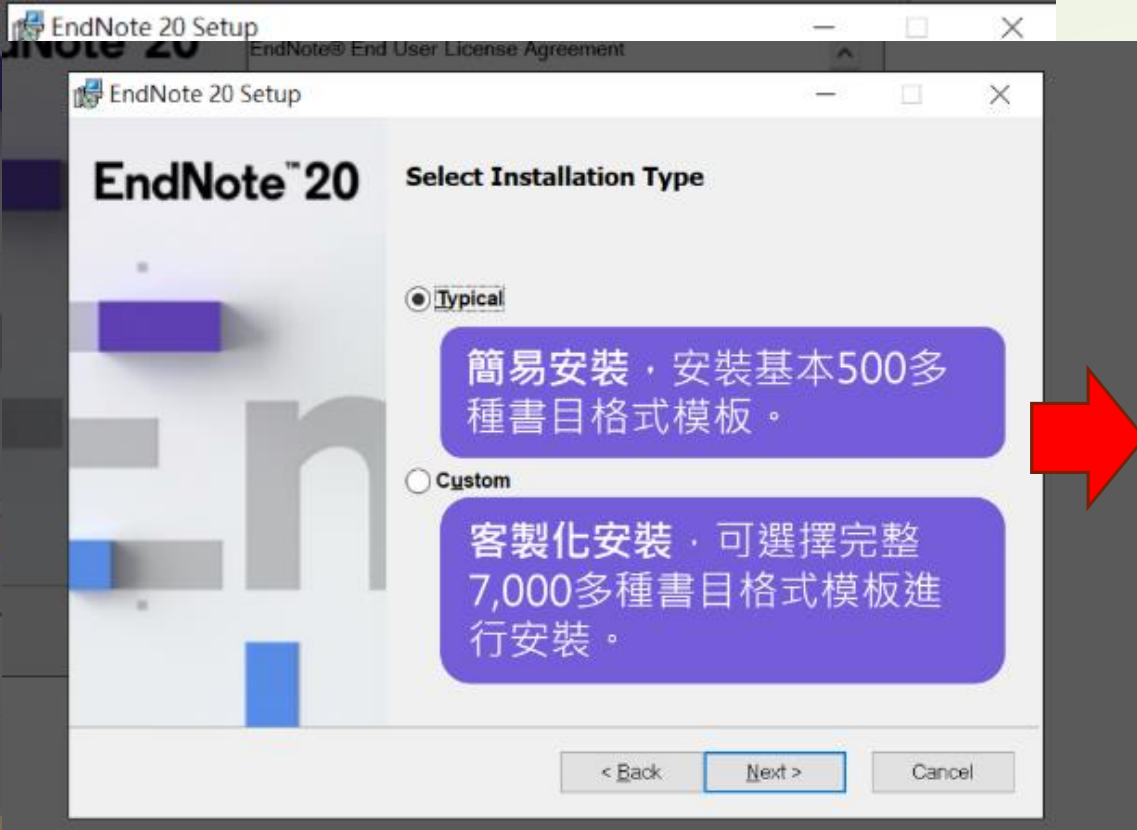 EndNote 20 Setup
EndNote® End User License Agreement
EndNote 20 Setup
EndNote™20
Select Installation Type
Typical
簡易安裝，安裝基本500多
種書目格式模板。
Custom
客製化安裝，可選擇完整
7,000多種書目格式模板進
行安裝。
< Back
Next >
Cancel